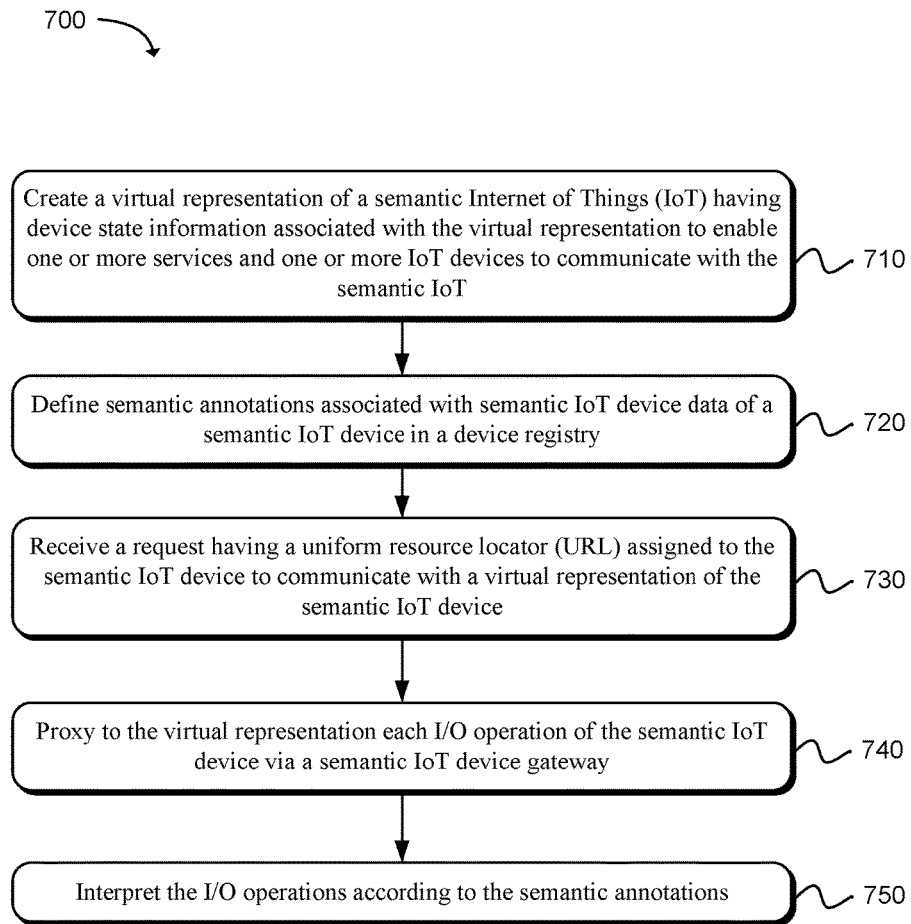 700
Create a virtual representation of a semantic Internet of Things (IoT) having
device state information associated with the virtual representation to enable
one or more services and one or more IoT devices to communicate with the
semantic IoT
710
Define semantic annotations associated with semantic IoT device data of a
semantic IoT device in a device registry
720
Receive a request having a uniform resource locator (URL) assigned to the
semantic IoT device to communicate with a virtual representation of the
semantic IoT device
730
Proxy to the virtual representation each I/O operation of the semantic IoT
device via a semantic IoT device gateway
740
Interpret the I/O operations according to the semantic annotations
750